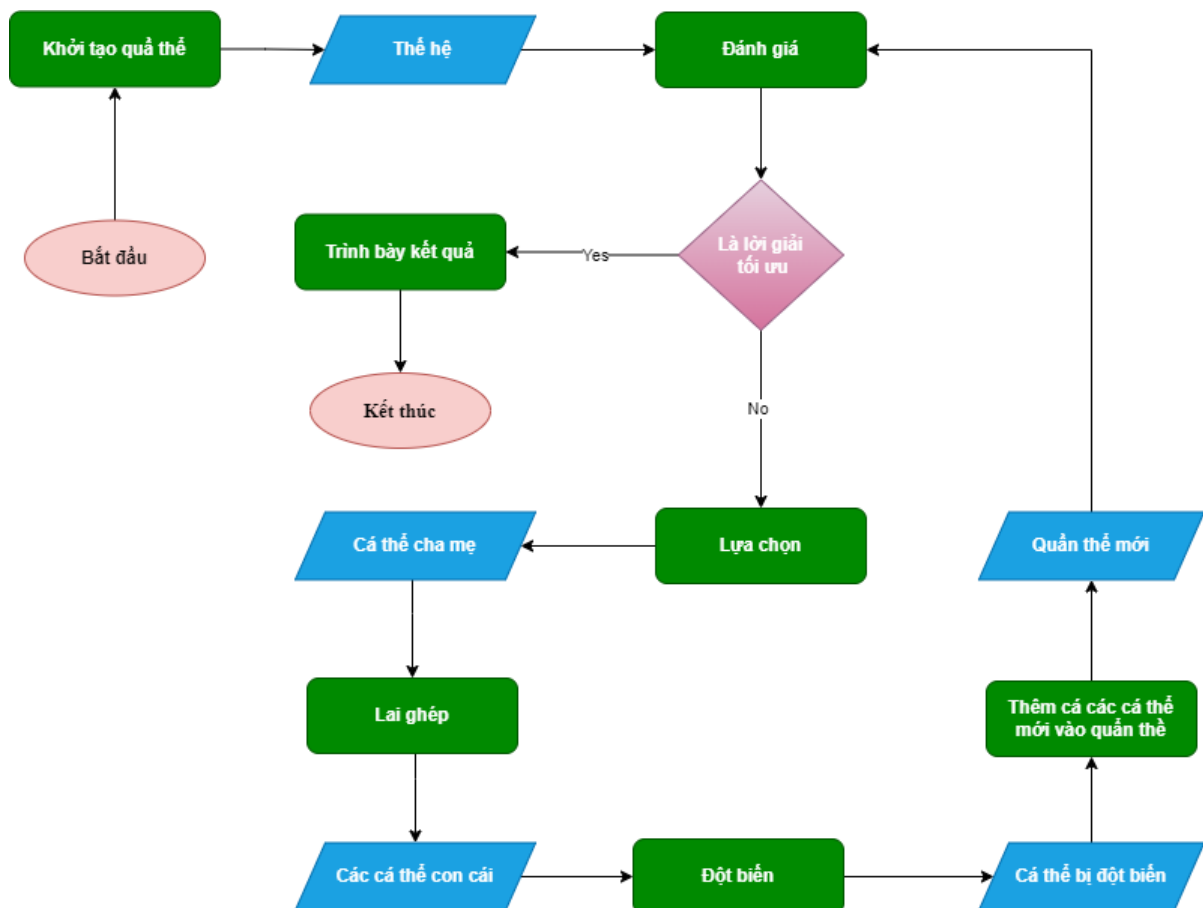 Khởi tạo quầ thể
Thế hệ
Đánh giá
Bắt đầu
Trình bày kết quả
Yes
Là lời giải
tối ưu
Kết thúc
No
Cá thể cha mẹ
Lựa chọn
Quần thể mới
Lai ghép
Thêm cá các cá thể
mới vào quẩn thề
Các cá thể con cái
Đột biến
Cá thể bị đột biến